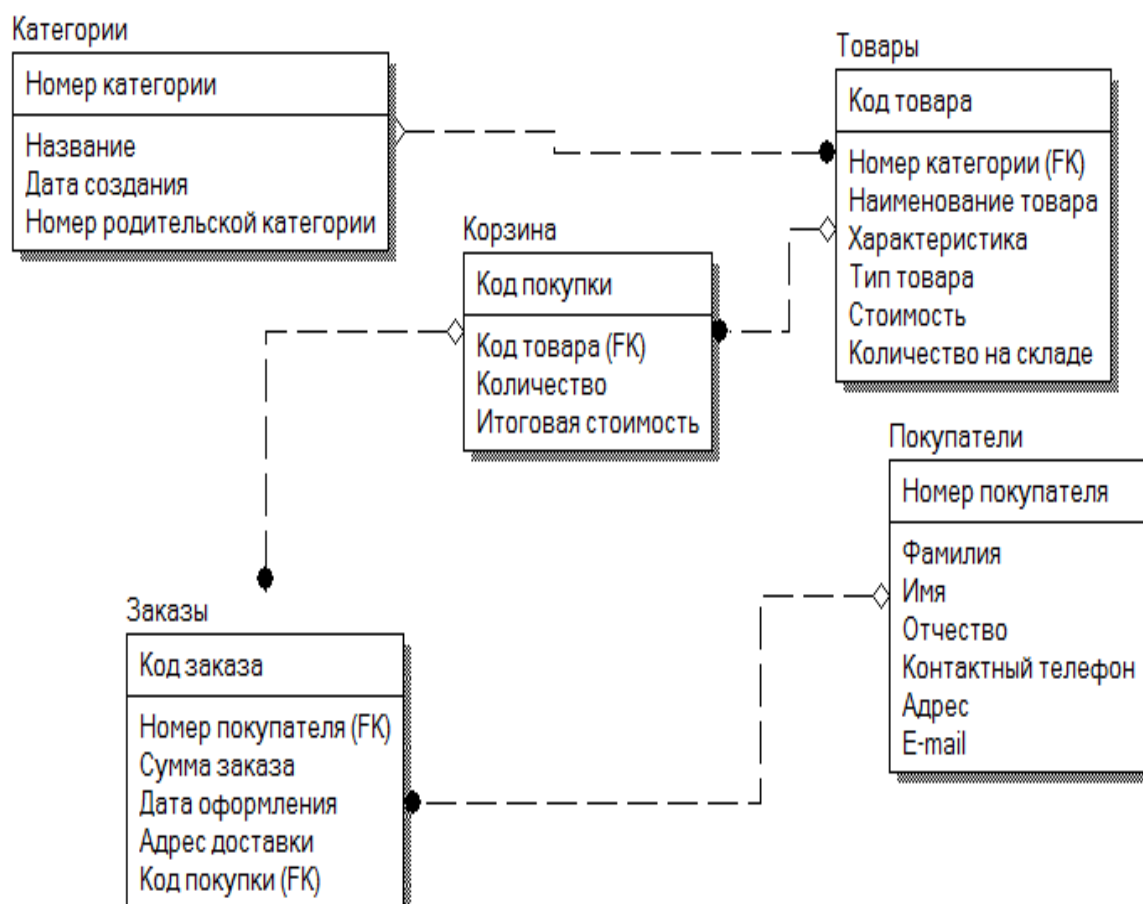 Категории
Номер категории
Название
Дата создания
Номер родительской категории
Товары
Код товара
Номер категории (FK)
Наименование товара
Характеристика
Тип товара
Стоимость
Количество на складе
Корзина
Код покупки
Код товара (FK)
Количество
Итоговая стоимость
Покупатели
Номер покупателя
Фамилия
Имя
Отчество
Контактный телефон
Адрес
E-mail
Заказы
Код заказа
Номер покупателя (FK)
Сумма заказа
Дата оформления
Адрес доставки
Код покупки (FK)